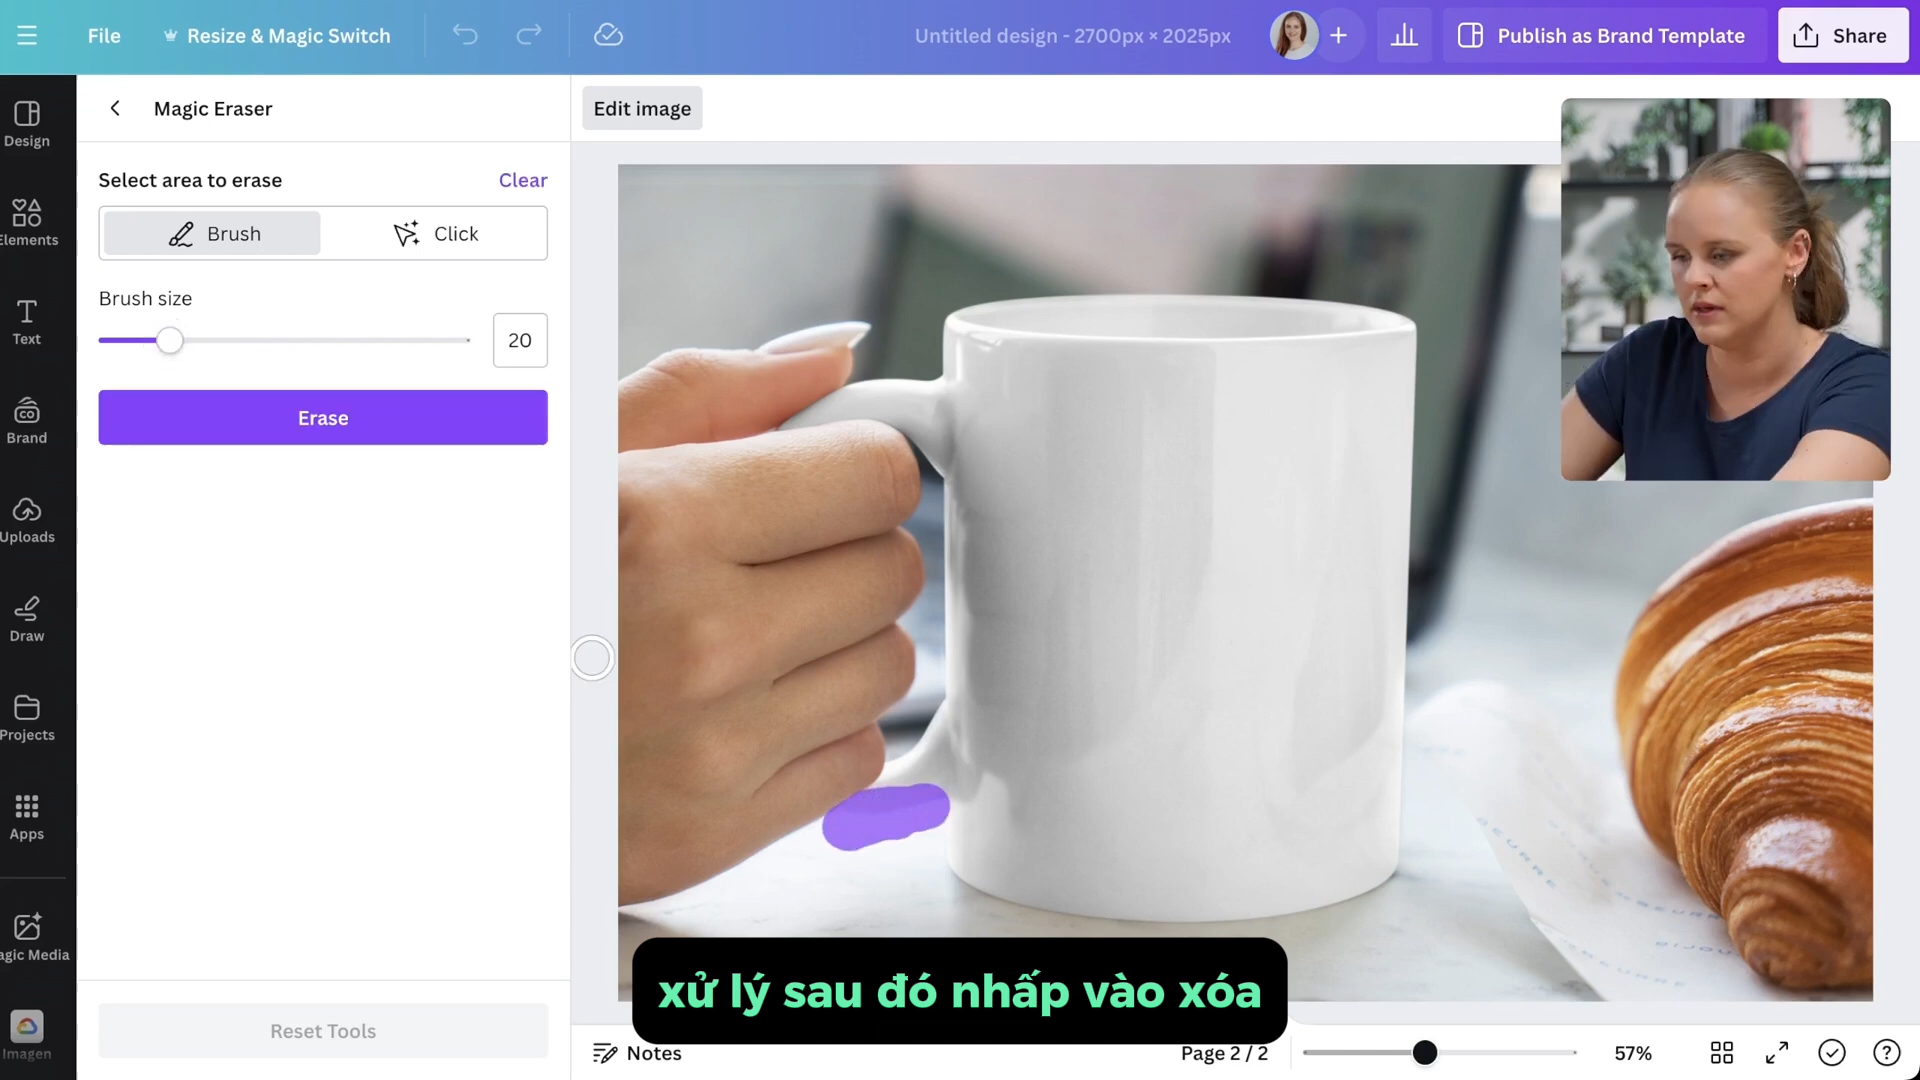 File
Resize & Magic Switch
Untitled design - 2700px × 2025px
Publish as Brand Template
Share
Design
Elements
Text
Brand
Uploads
Draw
Projects
Apps
agic Media
Imagen
Magic Eraser
Select area to erase
Clear
Brush
Click
Brush size
20
Erase
Reset Tools
Edit image
BEURRE
xử lý sau đó nhấp vào xóa
Notes
Page 2 / 2
57%